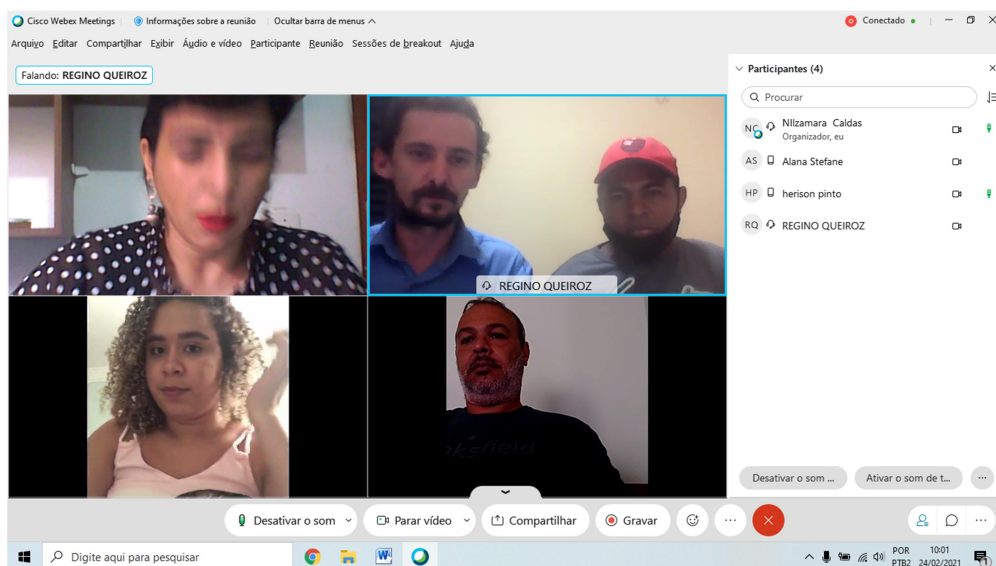 Cisco Webex Meetings
Informações sobre a reunião
Ocultar barra de menus
Conectado
Arquivo Editar Compartilhar Exibir Áudio e vídeo Participante Reunião Sessões de breakout Ajuda
Falando: REGINO QUEIROZ
Participantes (4)
Procurar
NC NIlzamara Caldas
Organizador, eu
AS Alana Stefane
HP herison pinto
RQ REGINO QUEIROZ
REGINO QUEIROZ
Desativar o som ... Ativar o som de t... ...
Desativar o som Parar vídeo Compartilhar Gravar
Digite aqui para pesquisar
POR 10:01
PTB2 24/02/2021